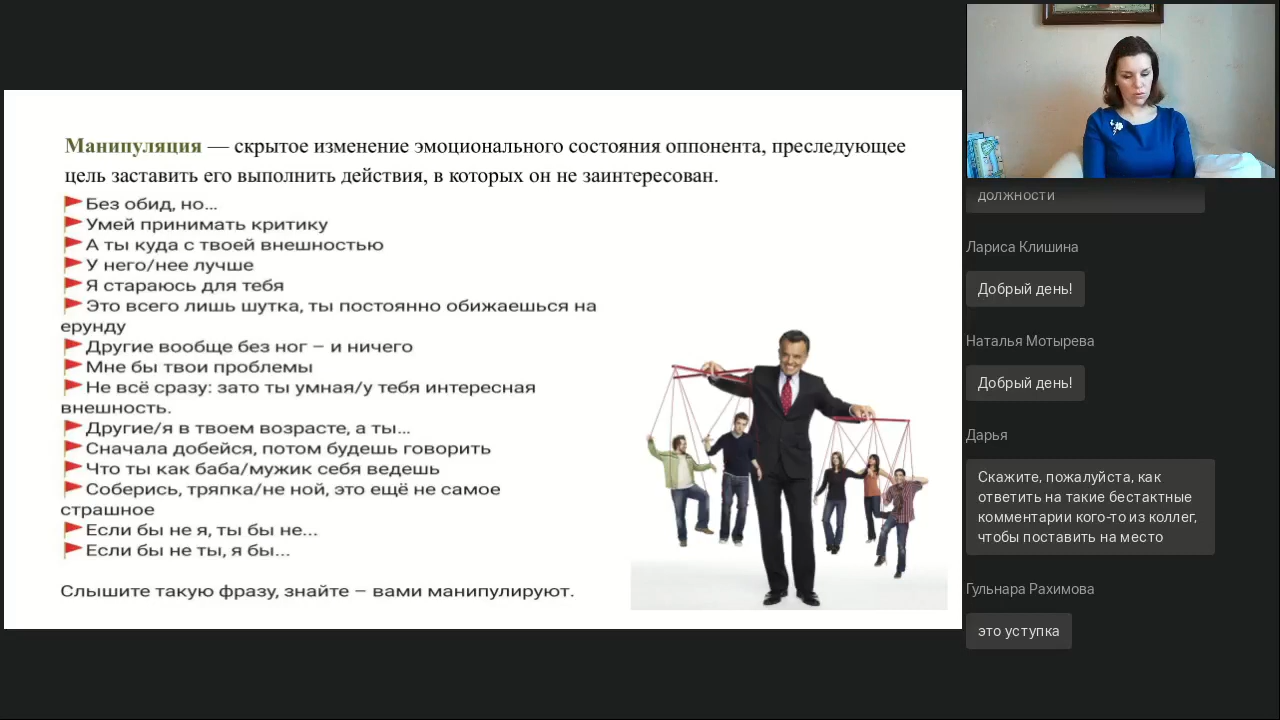 Манипуляция — скрытое изменение эмоционального состояния оппонента, преследующее
цель заставить его выполнить действия, в которых он не заинтересован.
Без обид, но...
Умей принимать критику
А ты куда с твоей внешностью
У него/нее лучше
Я стараюсь для тебя
Это всего лишь шутка, ты постоянно обижаешься на
ерунду
Другие вообще без ног – и ничего
Мне бы твои проблемы
Не всё сразу: зато ты умная/у тебя интересная
внешность.
Другие/я в твоем возрасте, а ты...
Сначала добейся, потом будешь говорить
Что ты как баба/мужик себя ведешь
Соберись, тряпка/не ной, это ещё не самое
страшное
Если бы не я, ты бы не...
Если бы не ты, я бы...
Слышите такую фразу, знайте – вами манипулируют.
должности
Лариса Клишина
Добрый день!
Наталья Мотырева
Добрый день!
Дарья
Скажите, пожалуйста, как
ответить на такие бестактные
комментарии кого-то из коллег,
чтобы поставить на место
Гульнара Рахимова
это уступка